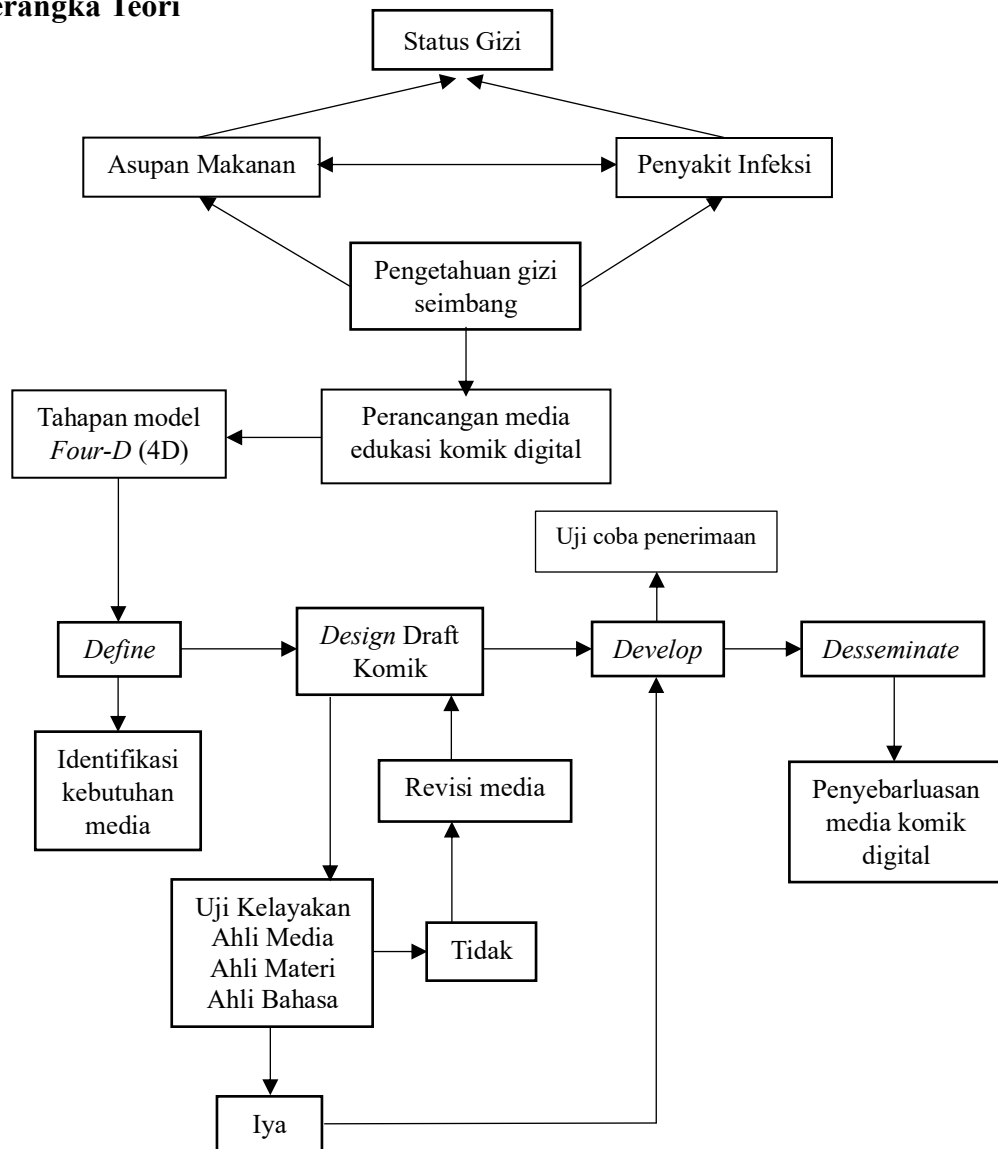 erangka Teori
Status Gizi
Asupan Makanan
Penyakit Infeksi
Pengetahuan gizi
seimbang
Tahapan model
Four-D (4D)
Perancangan media
edukasi komik digital
Uji coba penerimaan
Define
Design Draft
Komik
Develop
Desseminate
Identifikasi
kebutuhan
media
Revisi media
Penyebarluasan
media komik
digital
Uji Kelayakan
Ahli Media
Ahli Materi
Ahli Bahasa
Tidak
Iya